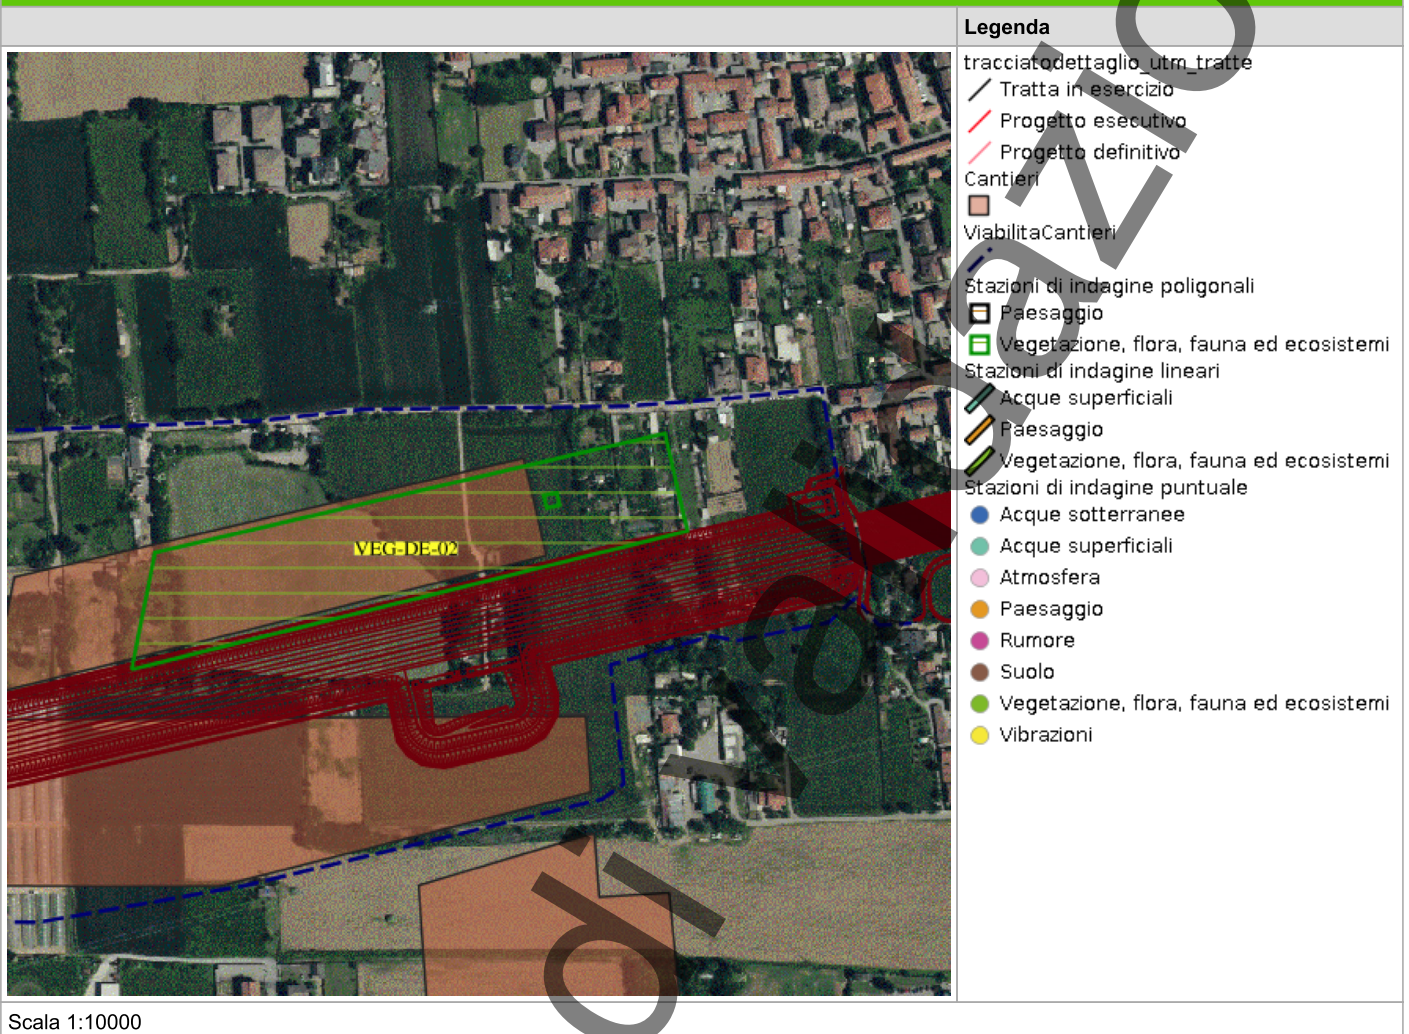 Legenda
tracciatodettaglio_utm_tratte
Tratta in esercizio
Progetto esecutivo
Progetto definitivo
Cantieri
ViabilitaCantieri
Stazioni di indagine poligonali
Paesaggio
Vegetazione, flora, fauna ed ecosistemi
Stazioni di indagine lineari
Acque superficiali
Paesaggio
Vegetazione, flora, fauna ed ecosistemi
Stazioni di indagine puntuale
Acque sotterranee
Acque superficiali
Atmosfera
Paesaggio
Rumore
Suolo
Vegetazione, flora, fauna ed ecosistemi
Vibrazioni
VEG-DE-02
Scala 1:10000
di